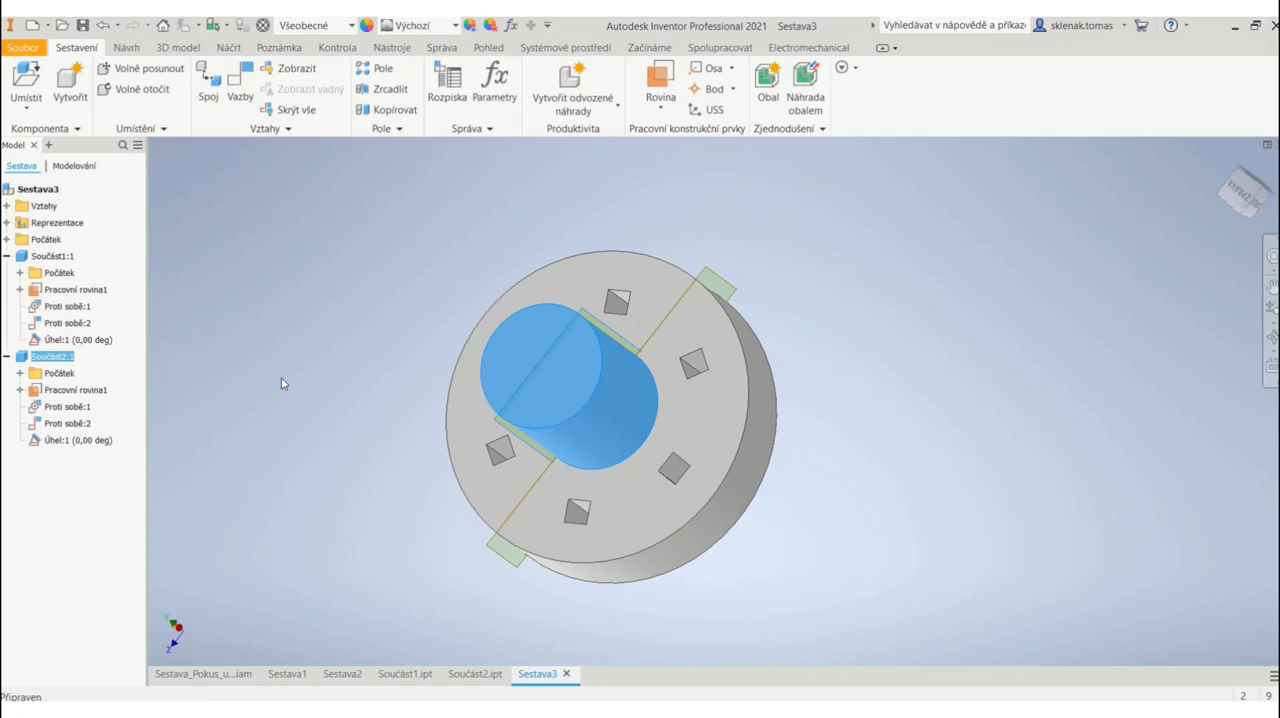 Všeobecné
Výchozí
Autodesk Inventor Professional 2021 Sestava3
Vyhledávat v nápovědě a příkaz
sklenak.tomas
Soubor Sestavení Návrh 3D model Náčrt Poznámka Kontrola Nástroje Správa Pohled Systémové prostředí Začínáme Spolupracovat Electromechanical
Umístit
Vytvořit
Volně posunout
Volně otočit
Spoj
Vazby
Zobrazit
Zobrazit vadný
Skrýt vše
Pole
Zrcadlit
Kopírovat
Rozpiska
Parametry
Vytvořit odvozené
náhrady
Rovina
Osa
Bod
USS
Obal
Náhrada
obalem
Komponenta Umístění Vztahy Pole Správa Produktivita Pracovní konstrukční prvky Zjednodušení
Model
Sestava Modelování
Sestava3
Vztahy
Reprezentace
Počátek
Součást1:1
Počátek
Pracovní rovina1
Proti sobě:1
Proti sobě:2
Úhel:1 (0,00 deg)
Součást2:1
Počátek
Pracovní rovina1
Proti sobě:1
Proti sobě:2
Úhel:1 (0,00 deg)
Z
Sestava_Pokus_u...iam Sestava1 Sestava2 Součást1.ipt Součást2.ipt Sestava3
Připraven
2 9